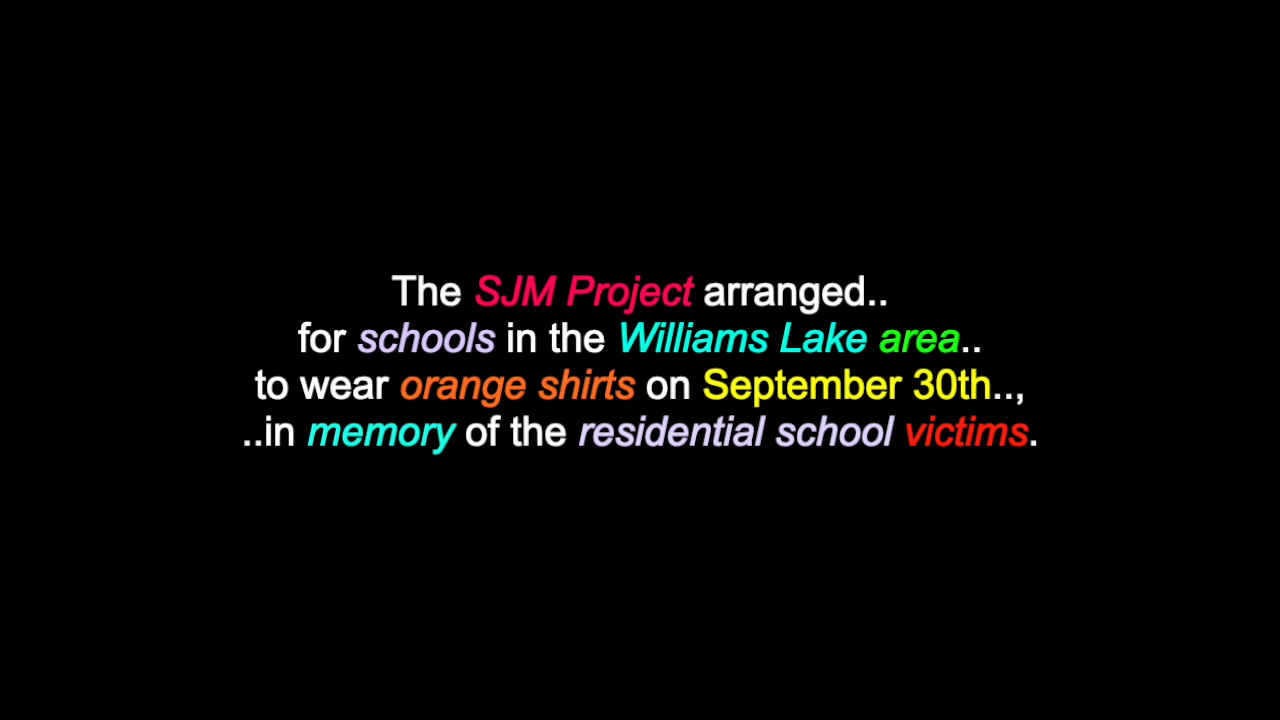 The SJM Project arranged..
for schools in the Williams Lake area..
to wear orange shirts on September 30th..,
..in memory of the residential school victims.